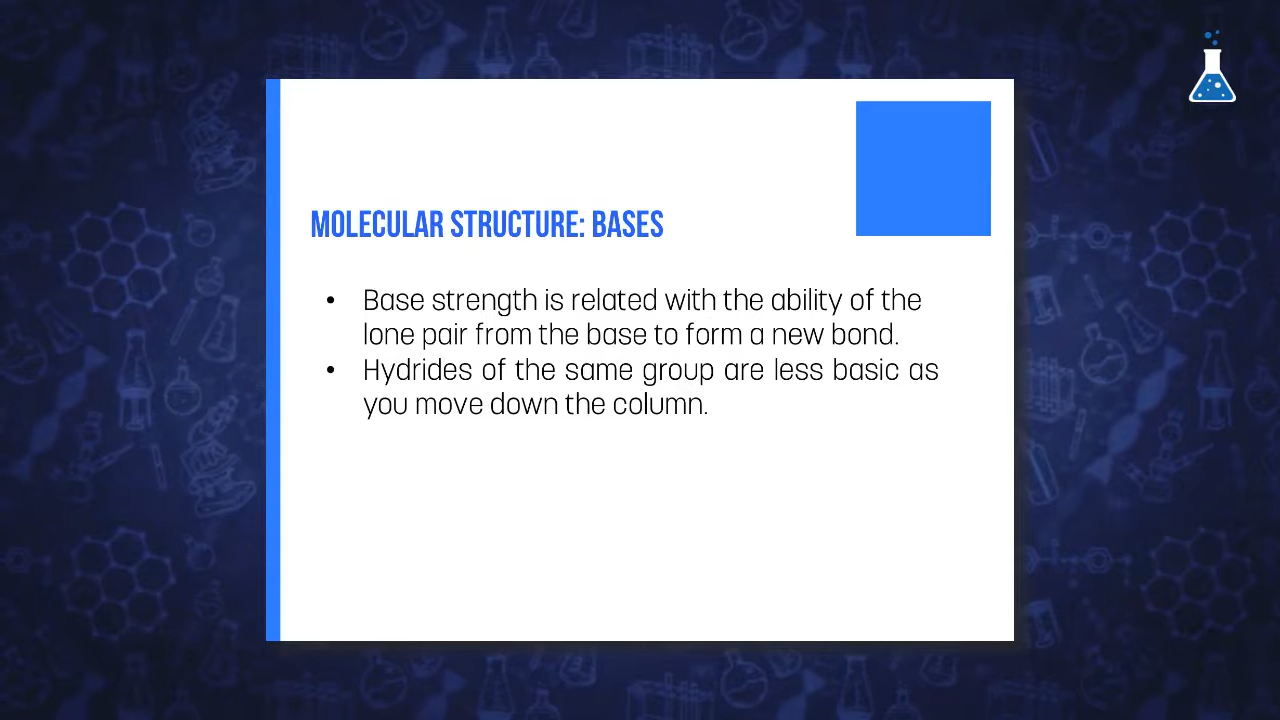 MOLECULAR STRUCTURE: BASES
• Base strength is related with the ability of the
lone pair from the base to form a new bond.
• Hydrides of the same group are less basic as
you move down the column.